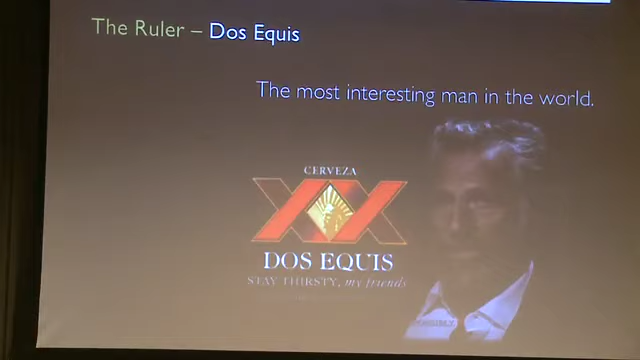 The Ruler – Dos Equis
The most interesting man in the world.
CERVEZA
XX
DOS EQUIS
STAY THIRSTY, my friends